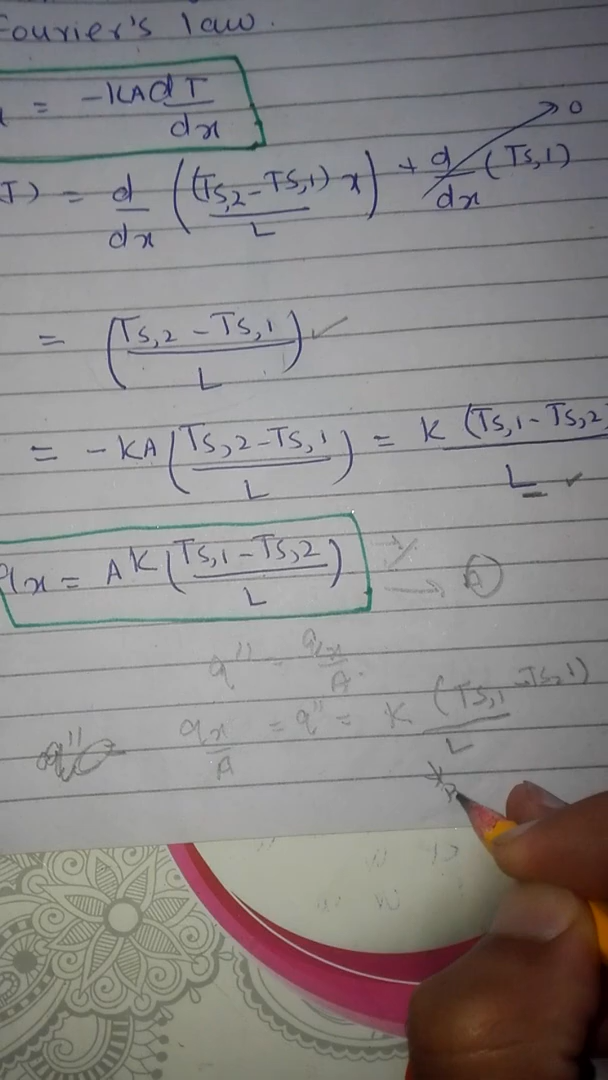 Fourier's law.
= -KA dT/dx
T) = d/dx ((Ts,2 - Ts,1)/L x) + d/dx (Ts,1) → 0
= ((Ts,2 - Ts,1)/L) ✓
= -KA ((Ts,2 - Ts,1)/L) = K (Ts,1 - Ts,2)/L ✓
qx = AK ((Ts,1 - Ts,2)/L) → A
q'' = qx/A
qx/A = q'' = K (Ts,1 - Ts,1)/L